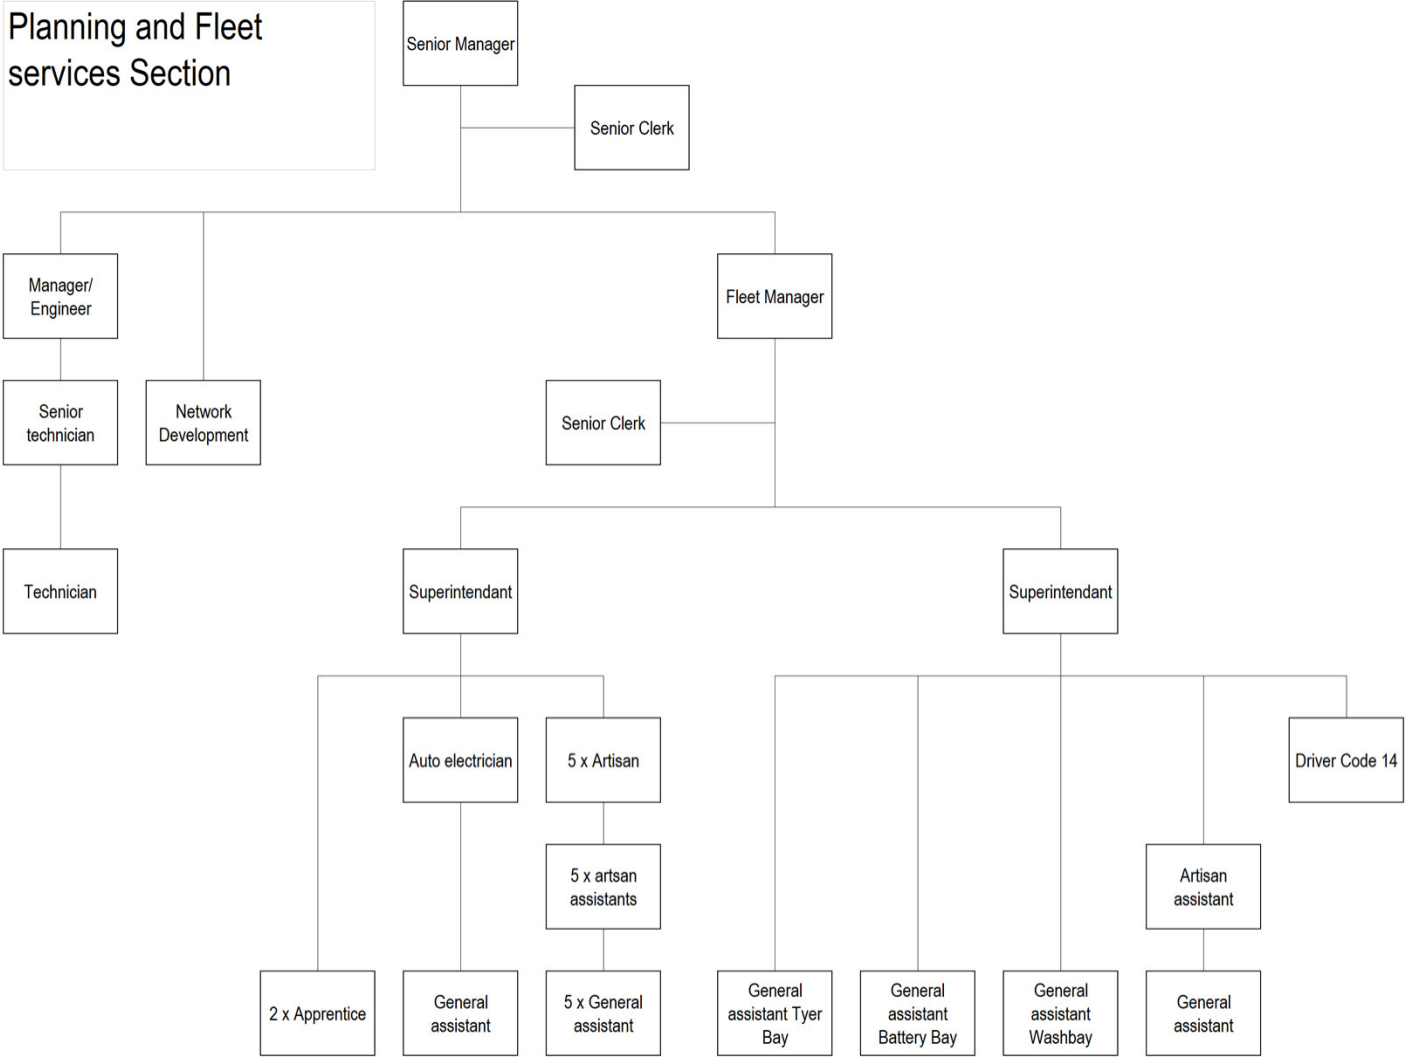 Planning and Fleet
services Section
Senior Manager
Senior Clerk
Manager/
Engineer
Fleet Manager
Senior
technician
Network
Development
Senior Clerk
Technician
Superintendant
Superintendant
Auto electrician
5 x Artisan
Driver Code 14
5 x artsan
assistants
Artisan
assistant
2 x Apprentice
General
assistant
5 x General
assistant
General
assistant Tyer
Bay
General
assistant
Battery Bay
General
assistant
Washbay
General
assistant